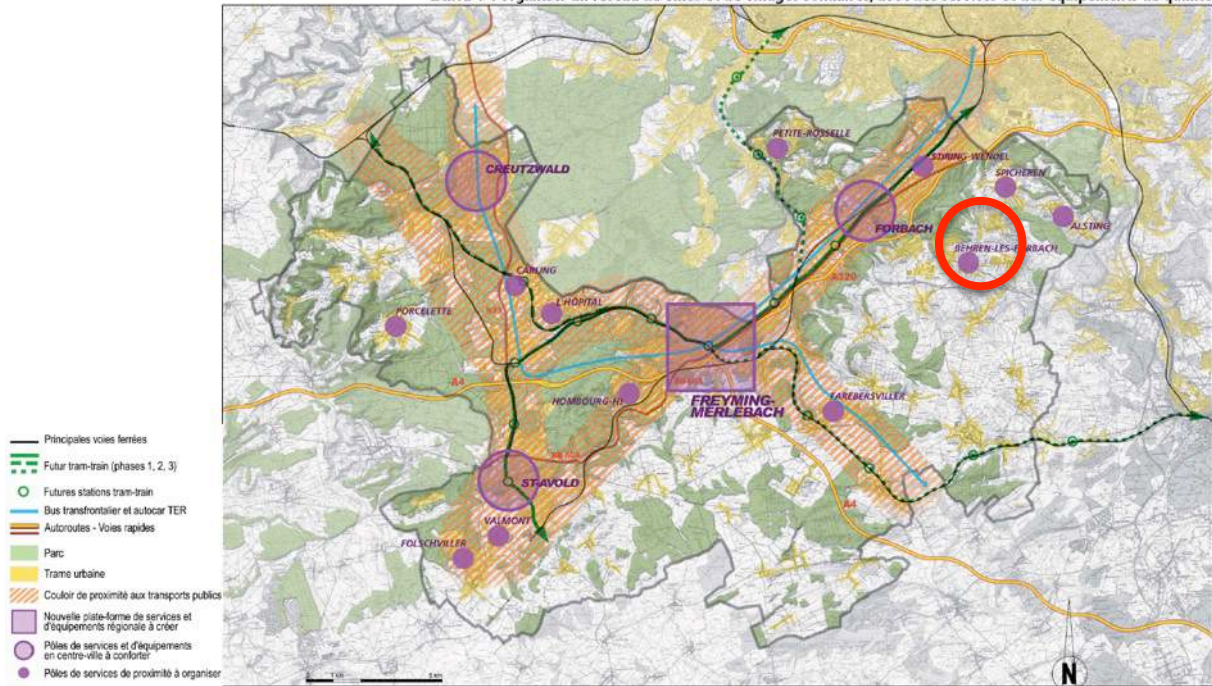 PETITE-ROSSELLE
STIRING-WENDEL
CREUTZWALD
SPICHEREN
ALSTING
FORBACH
BEHREN-LES-FORBACH
CARLING
A320
L'HOPITAL
PORCELETTE
A4
HOMBOURG-HT
FREYMING-
MERLEBACH
FAREBERSVILLER
ST-AVOLD
A4
VALMONT
FOLSCHVILLER
Principales voies ferrées
Futur tram-train (phases 1, 2, 3)
Futures stations tram-train
Bus transfrontalier et autocar TER
Autoroutes - Voies rapides
Parc
Trame urbaine
Couloir de proximité aux transports publics
Nouvelle plate-forme de services et
d'équipements régionale à créer
Pôles de services et d'équipements
en centre-ville à conforter
Pôles de services de proximité à organiser
N